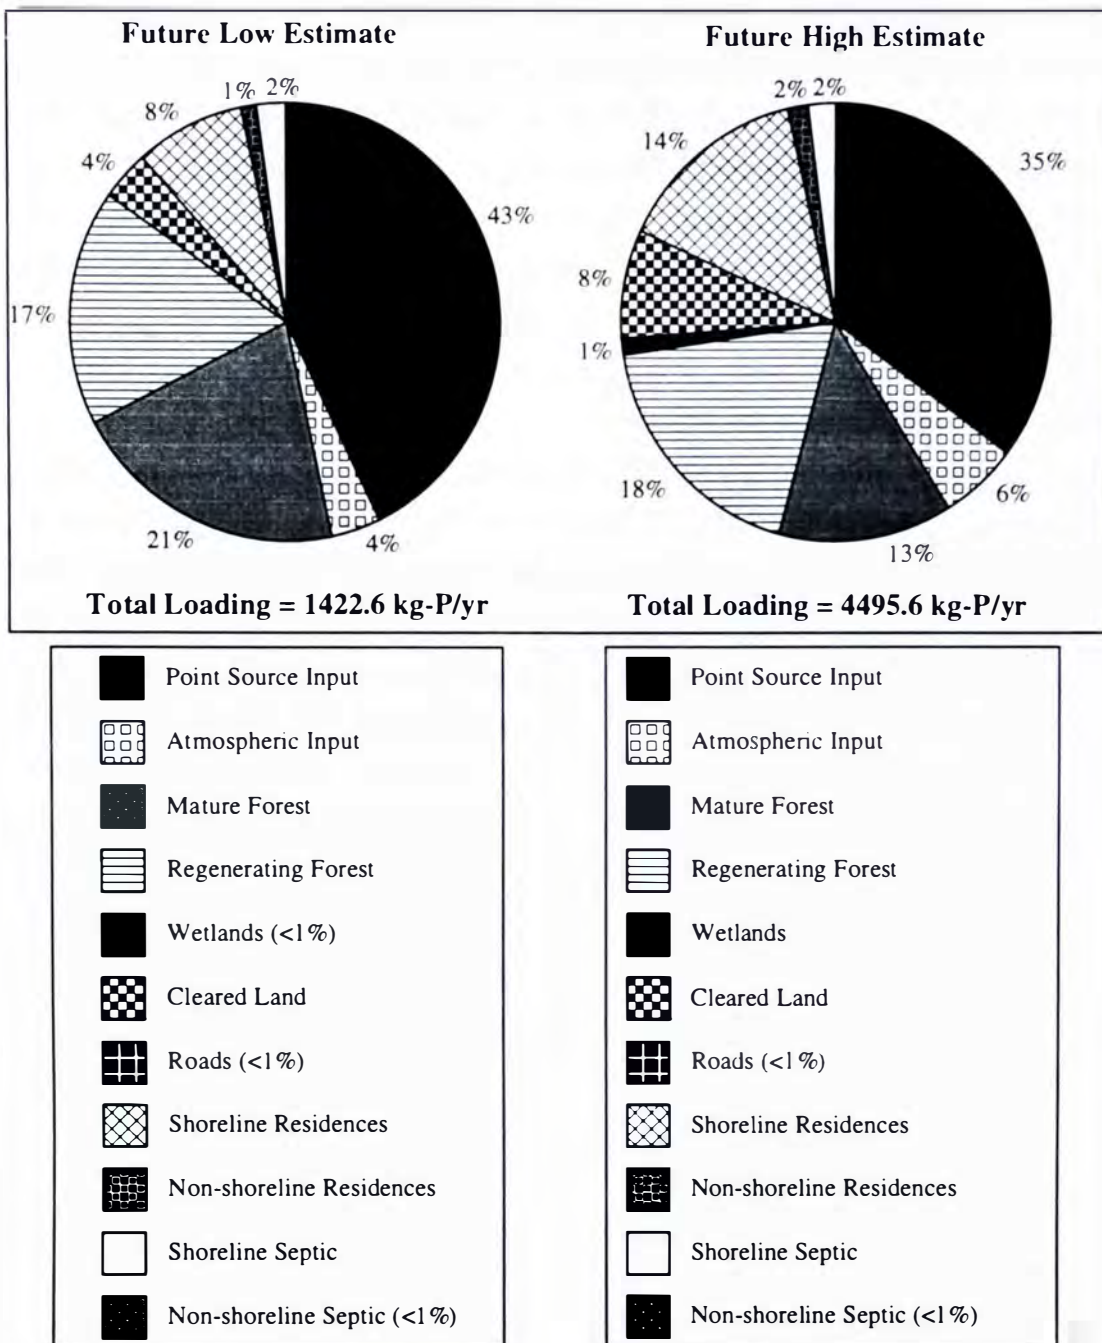 Future Low Estimate
1% 2%
8%
4%
43%
17%
21%
4%
Total Loading = 1422.6 kg-P/yr
Future High Estimate
2% 2%
14%
35%
8%
1%
18%
6%
13%
Total Loading = 4495.6 kg-P/yr
Point Source Input
Atmospheric Input
Mature Forest
Regenerating Forest
Wetlands (<1%)
Cleared Land
Roads (<1%)
Shoreline Residences
Non-shoreline Residences
Shoreline Septic
Non-shoreline Septic (<1%)
Point Source Input
Atmospheric Input
Mature Forest
Regenerating Forest
Wetlands
Cleared Land
Roads (<1%)
Shoreline Residences
Non-shoreline Residences
Shoreline Septic
Non-shoreline Septic (<1%)